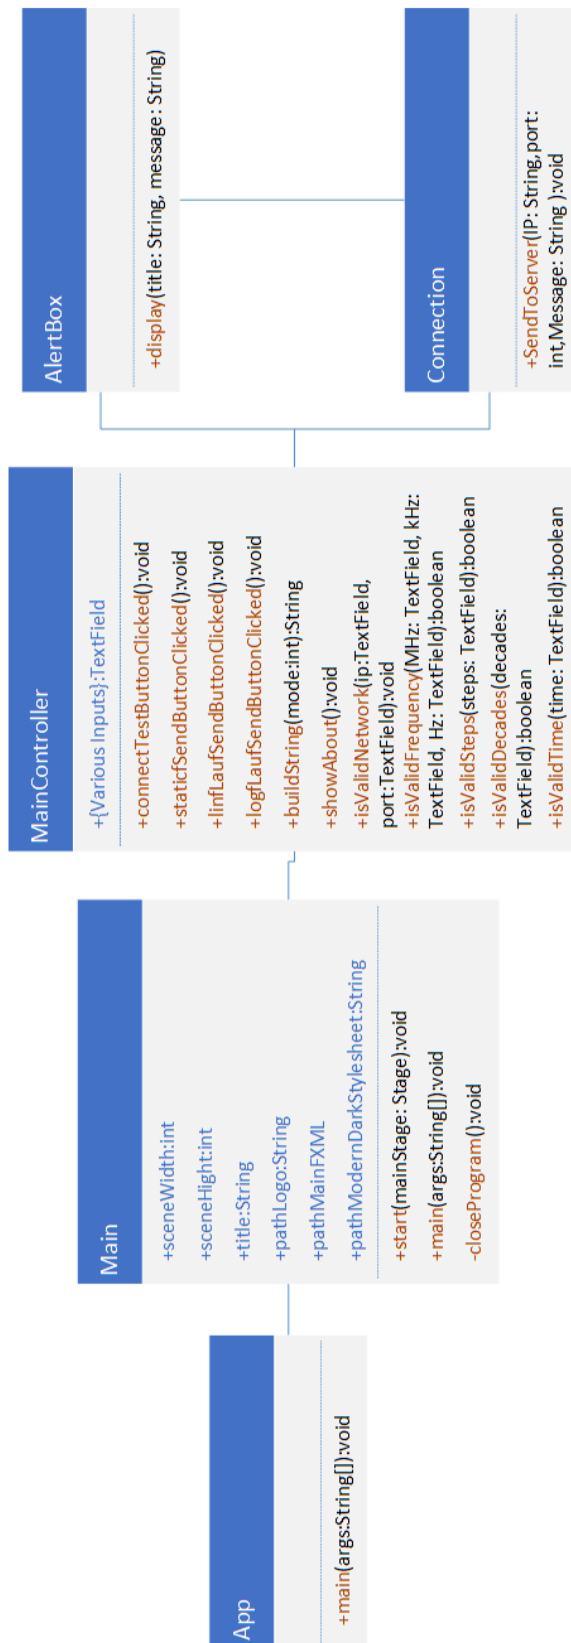 App
+main(args:String[]):void
Main
+sceneWidth:int
+sceneHight:int
+title:String
+pathLogo:String
+pathMainFXML
+pathModernDarkStylesheet:String
+start(mainStage: Stage):void
+main(args:String[]):void
-closeProgram():void
MainController
+{Various Inputs}:TextField
+connectTestButtonClicked():void
+staticfSendButtonClicked():void
+linfLaufSendButtonClicked():void
+logfLaufSendButtonClicked():void
+buildString(mode:int):String
+showAbout():void
+isValidNetwork(ip:TextField,
port:TextField):void
+isValidFrequency(MHz: TextField, kHz:
TextField, Hz: TextField):boolean
+isValidSteps(steps: TextField):boolean
+isValidDecades(decades:
TextField):boolean
+isValidTime(time: TextField):boolean
AlertBox
+display(title: String, message : String)
Connection
+SendToServer(IP: String,port:
int,Message: String ):void